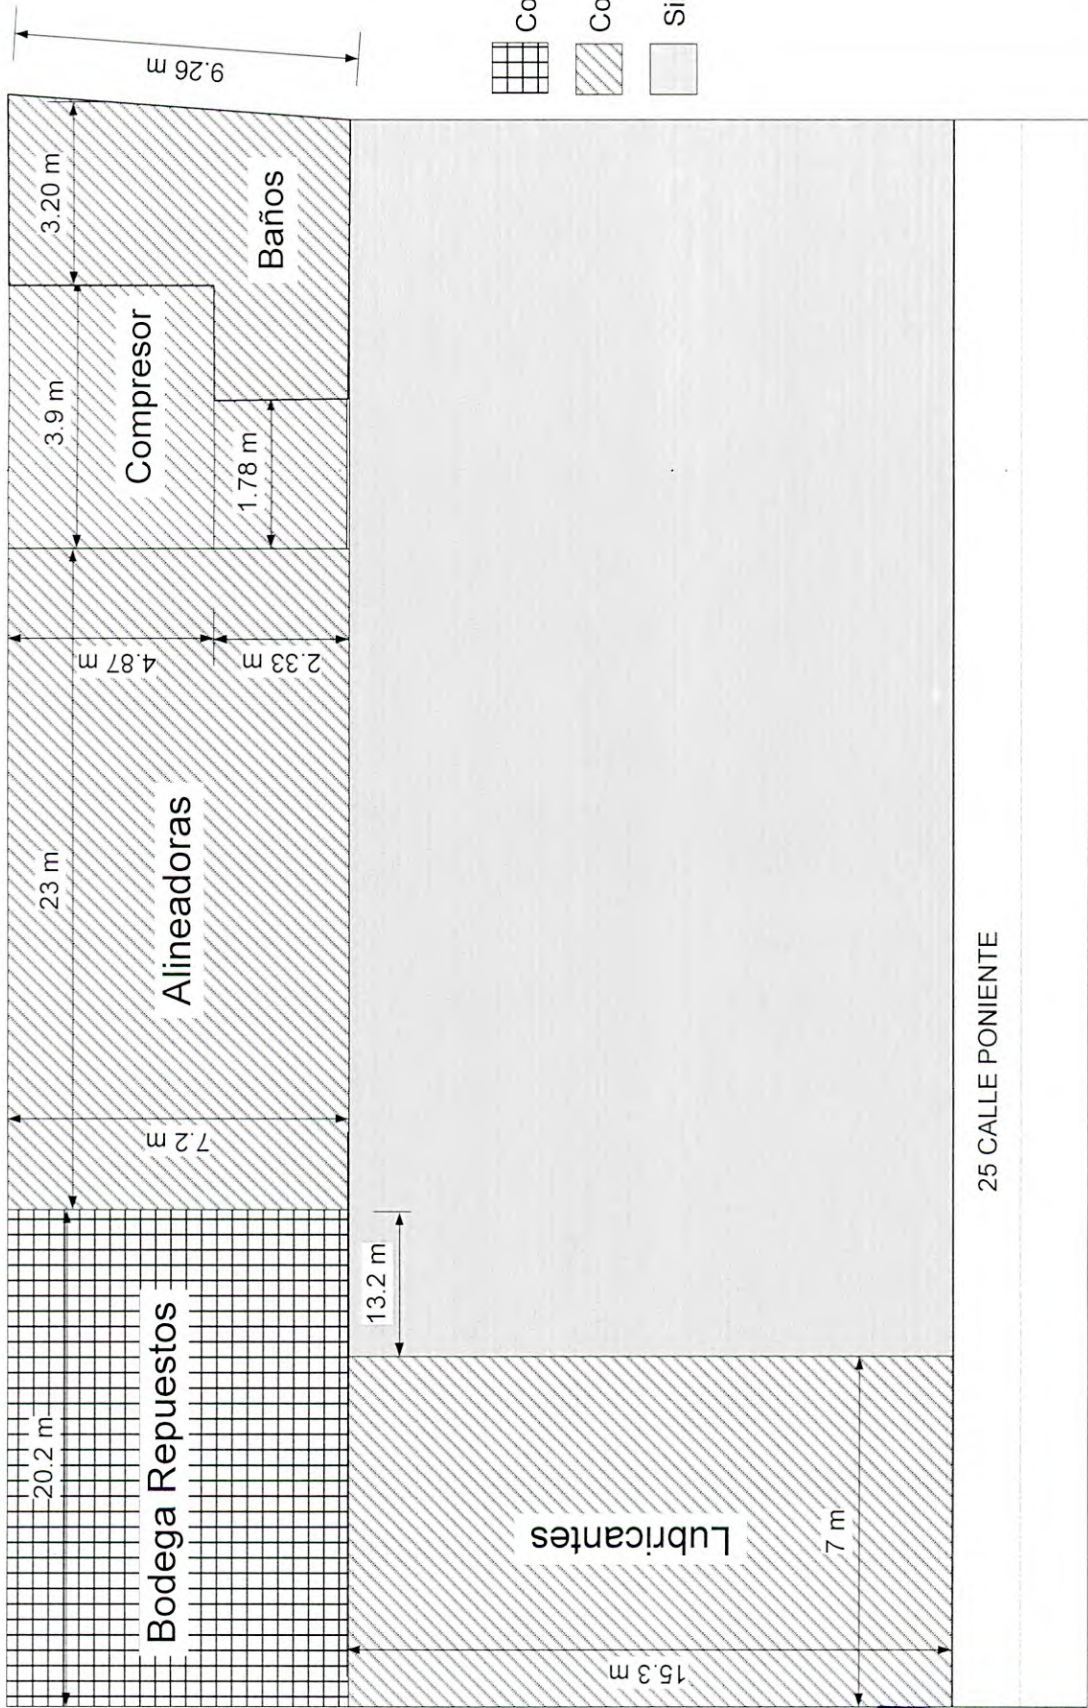 20.2 m
23 m
3.9 m
3.20 m
9.26 m
Bodega Repuestos
7.2 m
Alineadoras
4.87 m
2.33 m
Compresor
1.78 m
Baños
13.2 m
Lubricantes
15.3 m
7 m
25 CALLE PONIENTE
Co
Co
Si